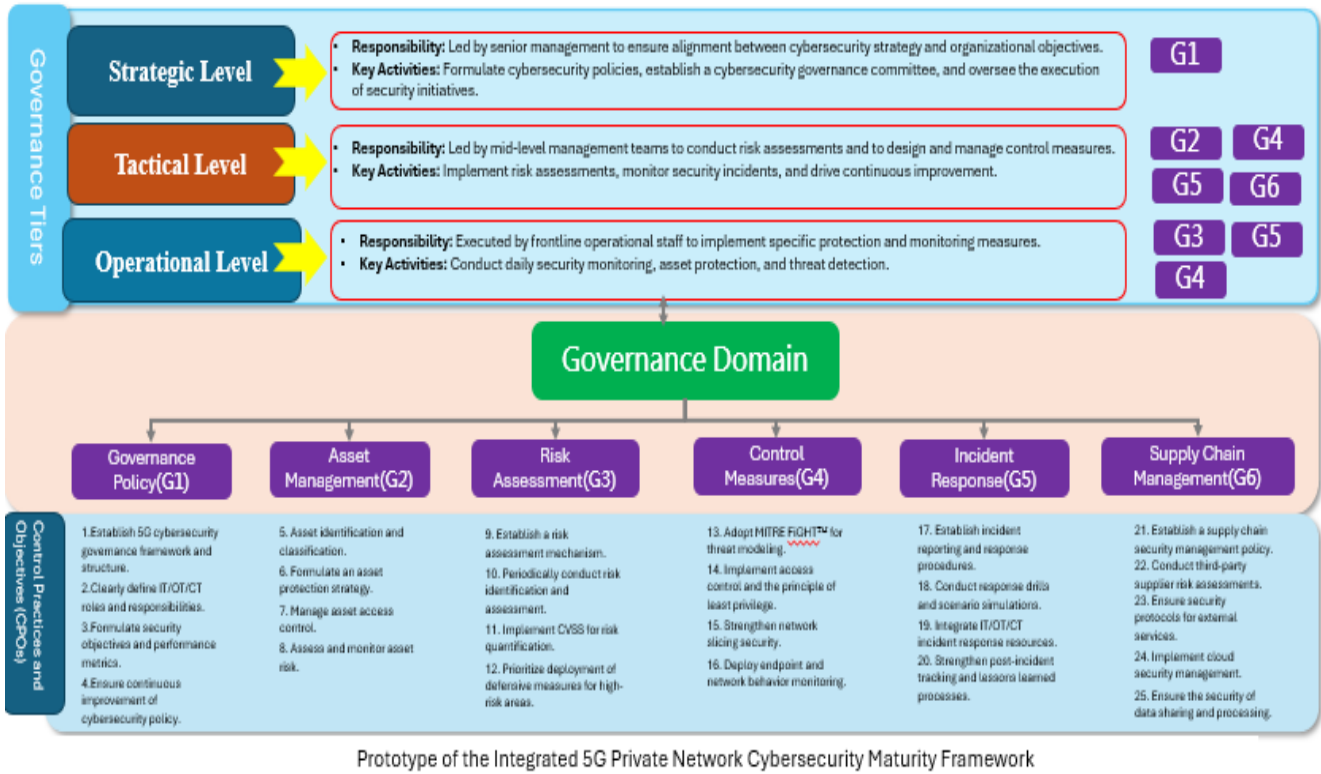 Governance Tiers
Strategic Level
• Responsibility: Led by senior management to ensure alignment between cybersecurity strategy and organizational objectives.
• Key Activities: Formulate cybersecurity policies, establish a cybersecurity governance committee, and oversee the execution
of security initiatives.
G1
Tactical Level
• Responsibility: Led by mid-level management teams to conduct risk assessments and to design and manage control measures.
• Key Activities: Implement risk assessments, monitor security incidents, and drive continuous improvement.
G2 G4
G5 G6
Operational Level
• Responsibility: Executed by frontline operational staff to implement specific protection and monitoring measures.
• Key Activities: Conduct daily security monitoring, asset protection, and threat detection.
G3 G5
G4
Governance Domain
Governance
Policy(G1)
Asset
Management(G2)
Risk
Assessment(G3)
Control
Measures(G4)
Incident
Response(G5)
Supply Chain
Management(G6)
Control Practices and
Objectives (CPOs)
1.Establish 5G cybersecurity
governance framework and
structure.
2.Clearly define IT/OT/CT
roles and responsibilities.
3.Formulate security
objectives and performance
metrics.
4.Ensure continuous
improvement of
cybersecurity policy.
5. Asset identification and
classification.
6. Formulate an asset
protection strategy.
7. Manage asset access
control.
8. Assess and monitor asset
risk.
9. Establish a risk
assessment mechanism.
10. Periodically conduct risk
identification and
assessment.
11. Implement CVSS for risk
quantification.
12. Prioritize deployment of
defensive measures for high-
risk areas.
13. Adopt MITRE FiGHT™ for
threat modeling.
14. Implement access
control and the principle of
least privilege.
15. Strengthen network
slicing security.
16. Deploy endpoint and
network behavior monitoring.
17. Establish incident
reporting and response
procedures.
18. Conduct response drills
and scenario simulations.
19. Integrate IT/OT/CT
incident response resources.
20. Strengthen post-incident
tracking and lessons learned
processes.
21. Establish a supply chain
security management policy.
22. Conduct third-party
supplier risk assessments.
23. Ensure security
protocols for external
services.
24. Implement cloud
security management.
25. Ensure the security of
data sharing and processing.
Prototype of the Integrated 5G Private Network Cybersecurity Maturity Framework